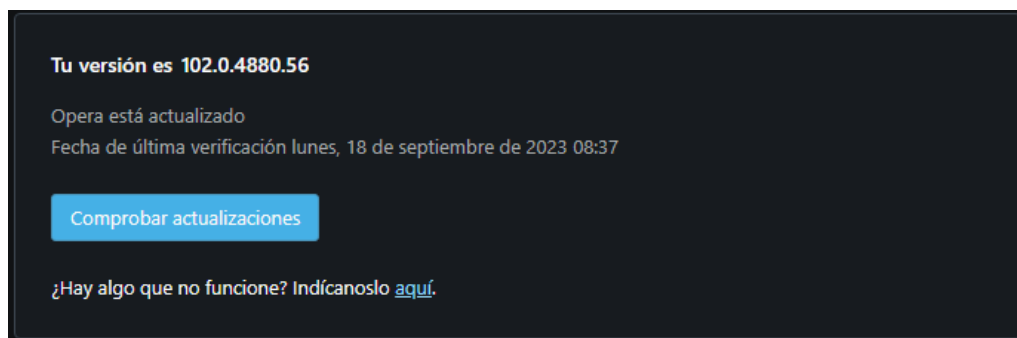 Tu versión es 102.0.4880.56
Opera está actualizado
Fecha de última verificación lunes, 18 de septiembre de 2023 08:37
Comprobar actualizaciones
¿Hay algo que no funcione? Indícanoslo aquí.